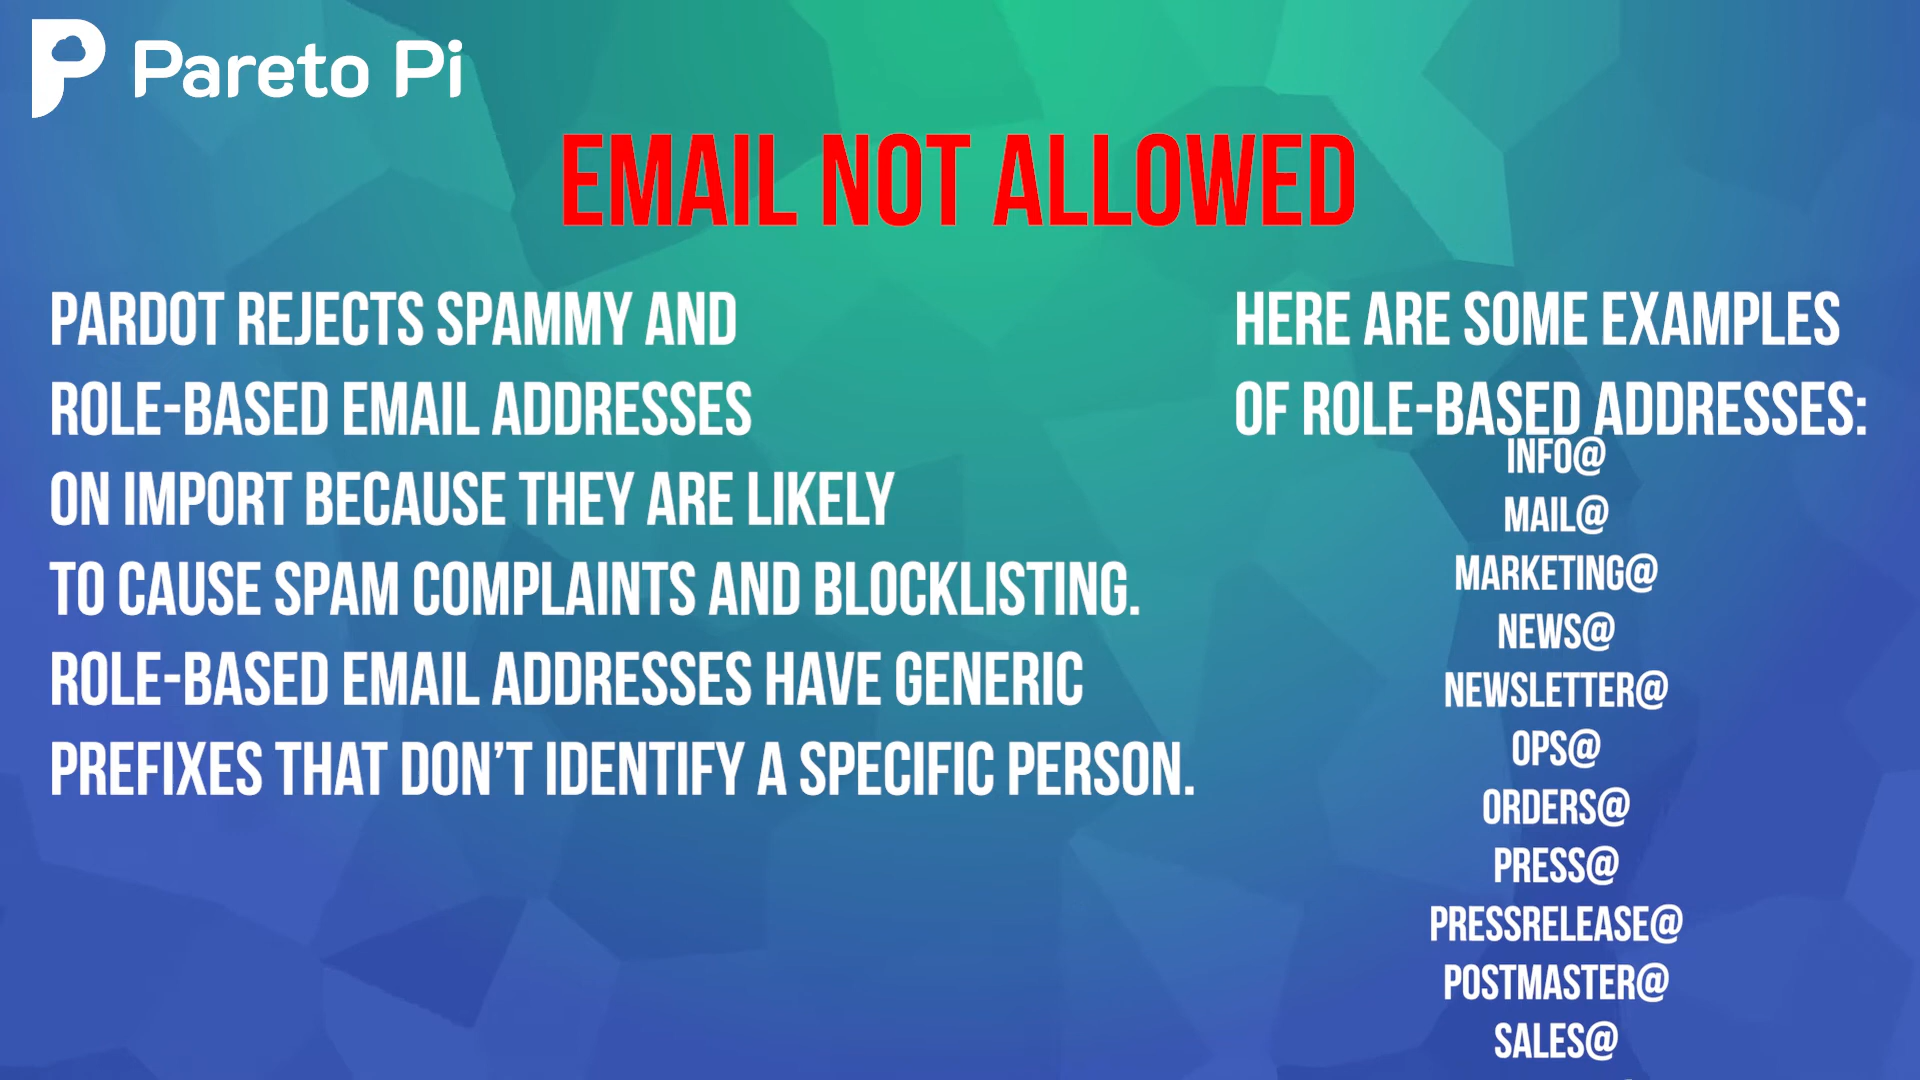 Pareto Pi
EMAIL NOT ALLOWED
PARDOT REJECTS SPAMMY AND
ROLE-BASED EMAIL ADDRESSES
ON IMPORT BECAUSE THEY ARE LIKELY
TO CAUSE SPAM COMPLAINTS AND BLOCKLISTING.
ROLE-BASED EMAIL ADDRESSES HAVE GENERIC
PREFIXES THAT DON’T IDENTIFY A SPECIFIC PERSON.
HERE ARE SOME EXAMPLES
OF ROLE-BASED ADDRESSES:
INFO@
MAIL@
MARKETING@
NEWS@
NEWSLETTER@
OPS@
ORDERS@
PRESS@
PRESSRELEASE@
POSTMASTER@
SALES@